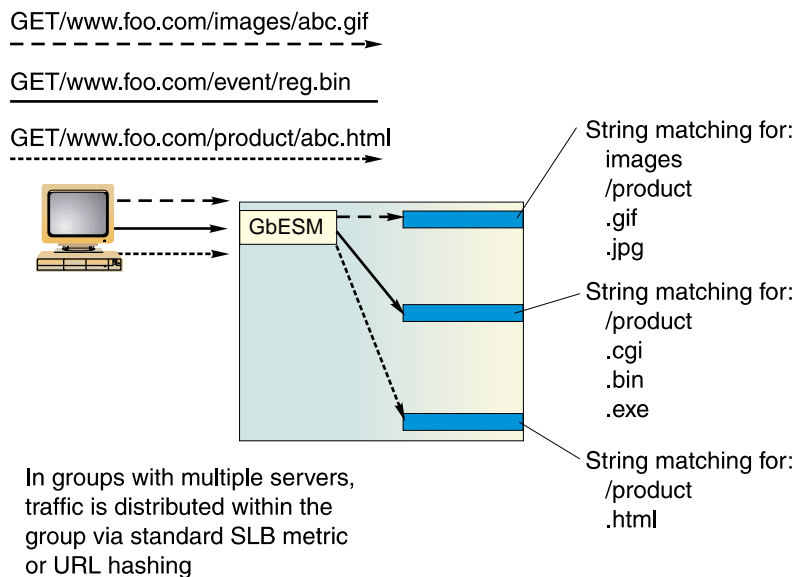 GET/www.foo.com/images/abc.gif
GET/www.foo.com/event/reg.bin
GET/www.foo.com/product/abc.html
GbESM
String matching for:
images
/product
.gif
.jpg
String matching for:
/product
.cgi
.bin
.exe
String matching for:
/product
.html
In groups with multiple servers,
traffic is distributed within the
group via standard SLB metric
or URL hashing